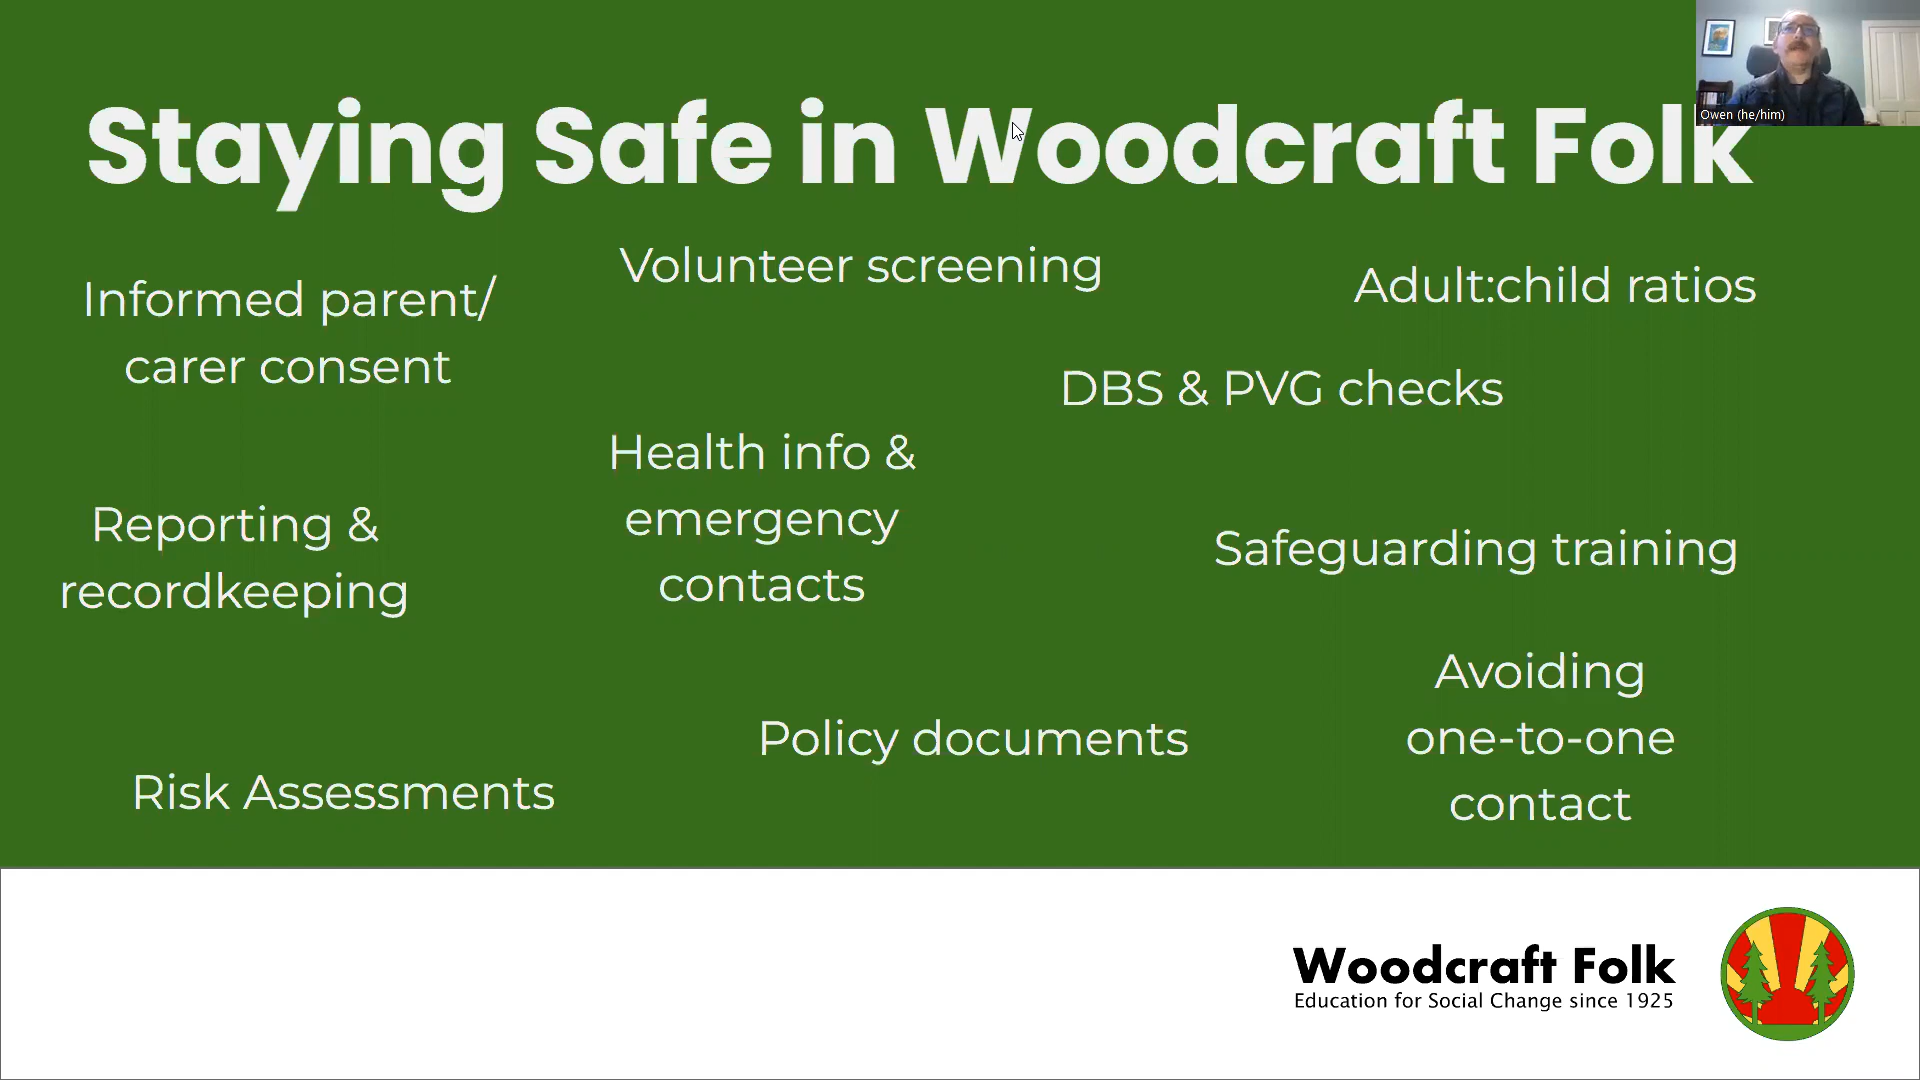 Staying Safe in Woodcraft Folk
Owen (he/him)
Informed parent/
carer consent
Volunteer screening
Adult:child ratios
DBS & PVG checks
Health info &
emergency
contacts
Reporting &
recordkeeping
Safeguarding training
Avoiding
one-to-one
contact
Policy documents
Risk Assessments
Woodcraft Folk
Education for Social Change since 1925